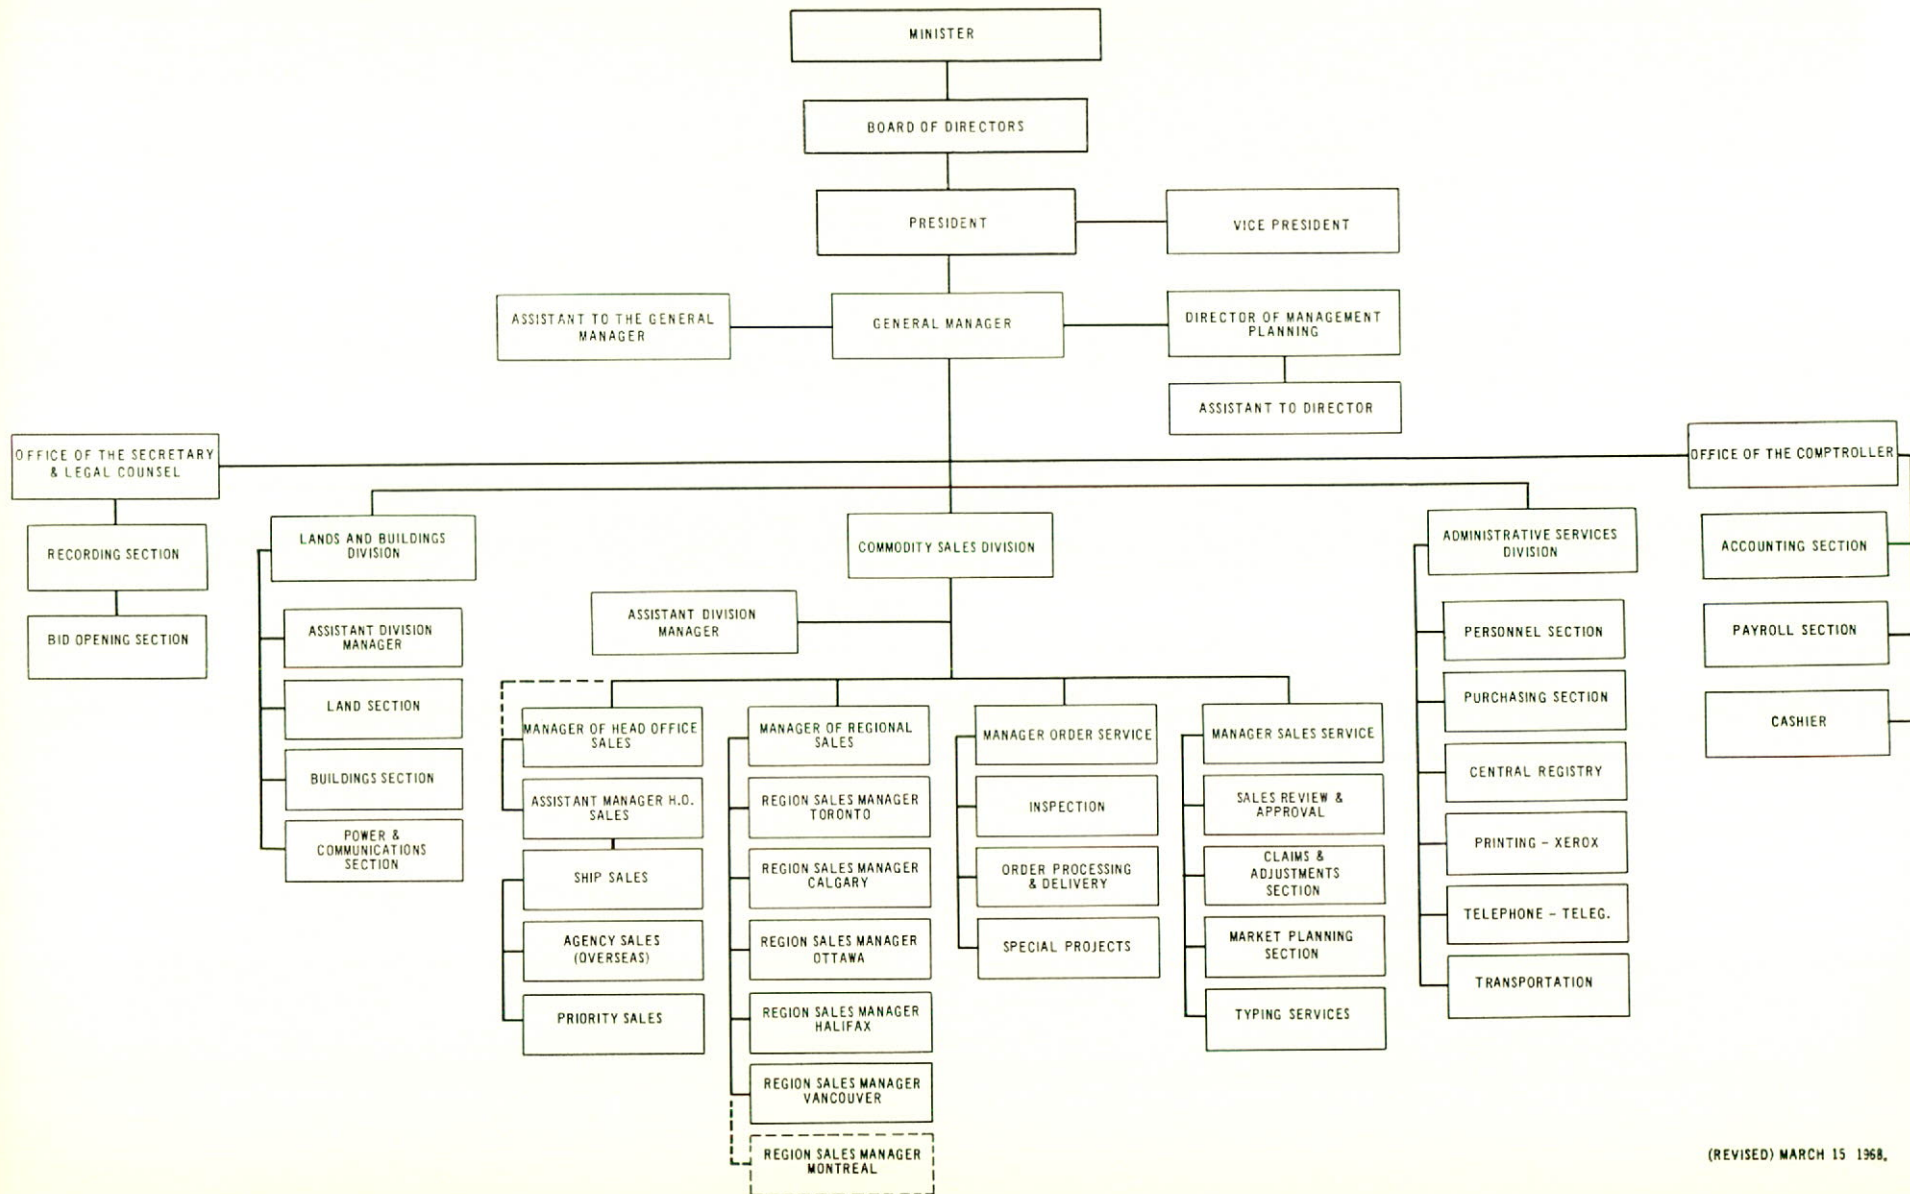 MINISTER
BOARD OF DIRECTORS
PRESIDENT
VICE PRESIDENT
ASSISTANT TO THE GENERAL
MANAGER
GENERAL MANAGER
DIRECTOR OF MANAGEMENT
PLANNING
ASSISTANT TO DIRECTOR
OFFICE OF THE SECRETARY
& LEGAL COUNSEL
OFFICE OF THE COMPTROLLER
RECORDING SECTION
BID OPENING SECTION
LANDS AND BUILDINGS
DIVISION
ASSISTANT DIVISION
MANAGER
LAND SECTION
BUILDINGS SECTION
POWER &
COMMUNICATIONS
SECTION
COMMODITY SALES DIVISION
ASSISTANT DIVISION
MANAGER
MANAGER OF HEAD OFFICE
SALES
ASSISTANT MANAGER H.O.
SALES
SHIP SALES
AGENCY SALES
(OVERSEAS)
PRIORITY SALES
MANAGER OF REGIONAL
SALES
REGION SALES MANAGER
TORONTO
REGION SALES MANAGER
CALGARY
REGION SALES MANAGER
OTTAWA
REGION SALES MANAGER
HALIFAX
REGION SALES MANAGER
VANCOUVER
REGION SALES MANAGER
MONTREAL
MANAGER ORDER SERVICE
INSPECTION
ORDER PROCESSING
& DELIVERY
SPECIAL PROJECTS
MANAGER SALES SERVICE
SALES REVIEW &
APPROVAL
CLAIMS &
ADJUSTMENTS
SECTION
MARKET PLANNING
SECTION
TYPING SERVICES
ADMINISTRATIVE SERVICES
DIVISION
PERSONNEL SECTION
PURCHASING SECTION
CENTRAL REGISTRY
PRINTING – XEROX
TELEPHONE – TELEG.
TRANSPORTATION
ACCOUNTING SECTION
PAYROLL SECTION
CASHIER
(REVISED) MARCH 15 1968.